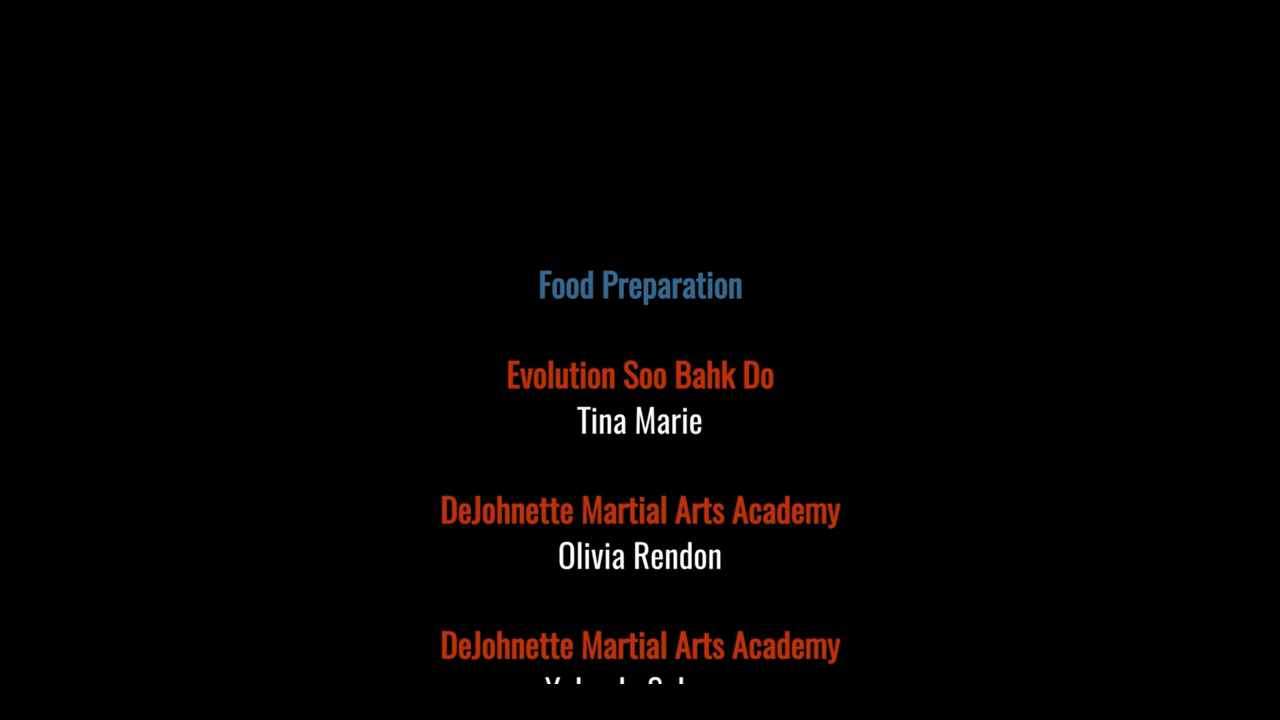 Food Preparation
Evolution Soo Bahk Do
Tina Marie
DeJohnette Martial Arts Academy
Olivia Rendon
DeJohnette Martial Arts Academy